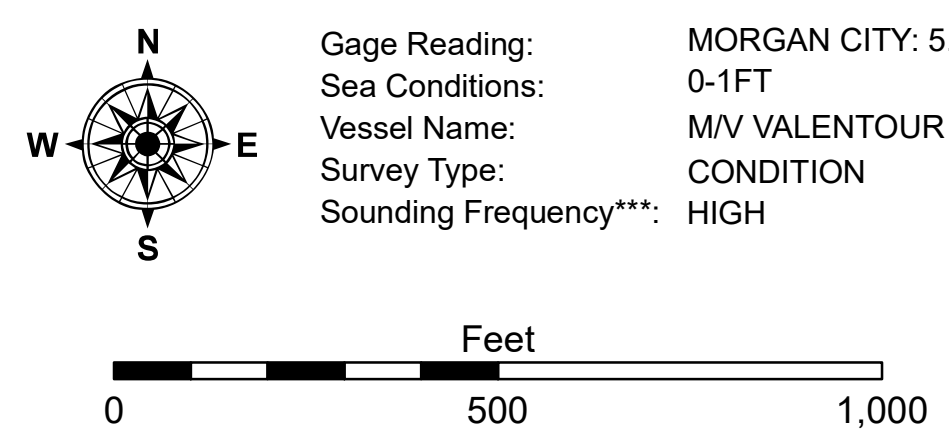 N
W E
S
Gage Reading: MORGAN CITY: 5.
Sea Conditions: 0-1FT
Vessel Name: M/V VALENTOUR
Survey Type: CONDITION
Sounding Frequency***: HIGH
Feet
0 500 1,000